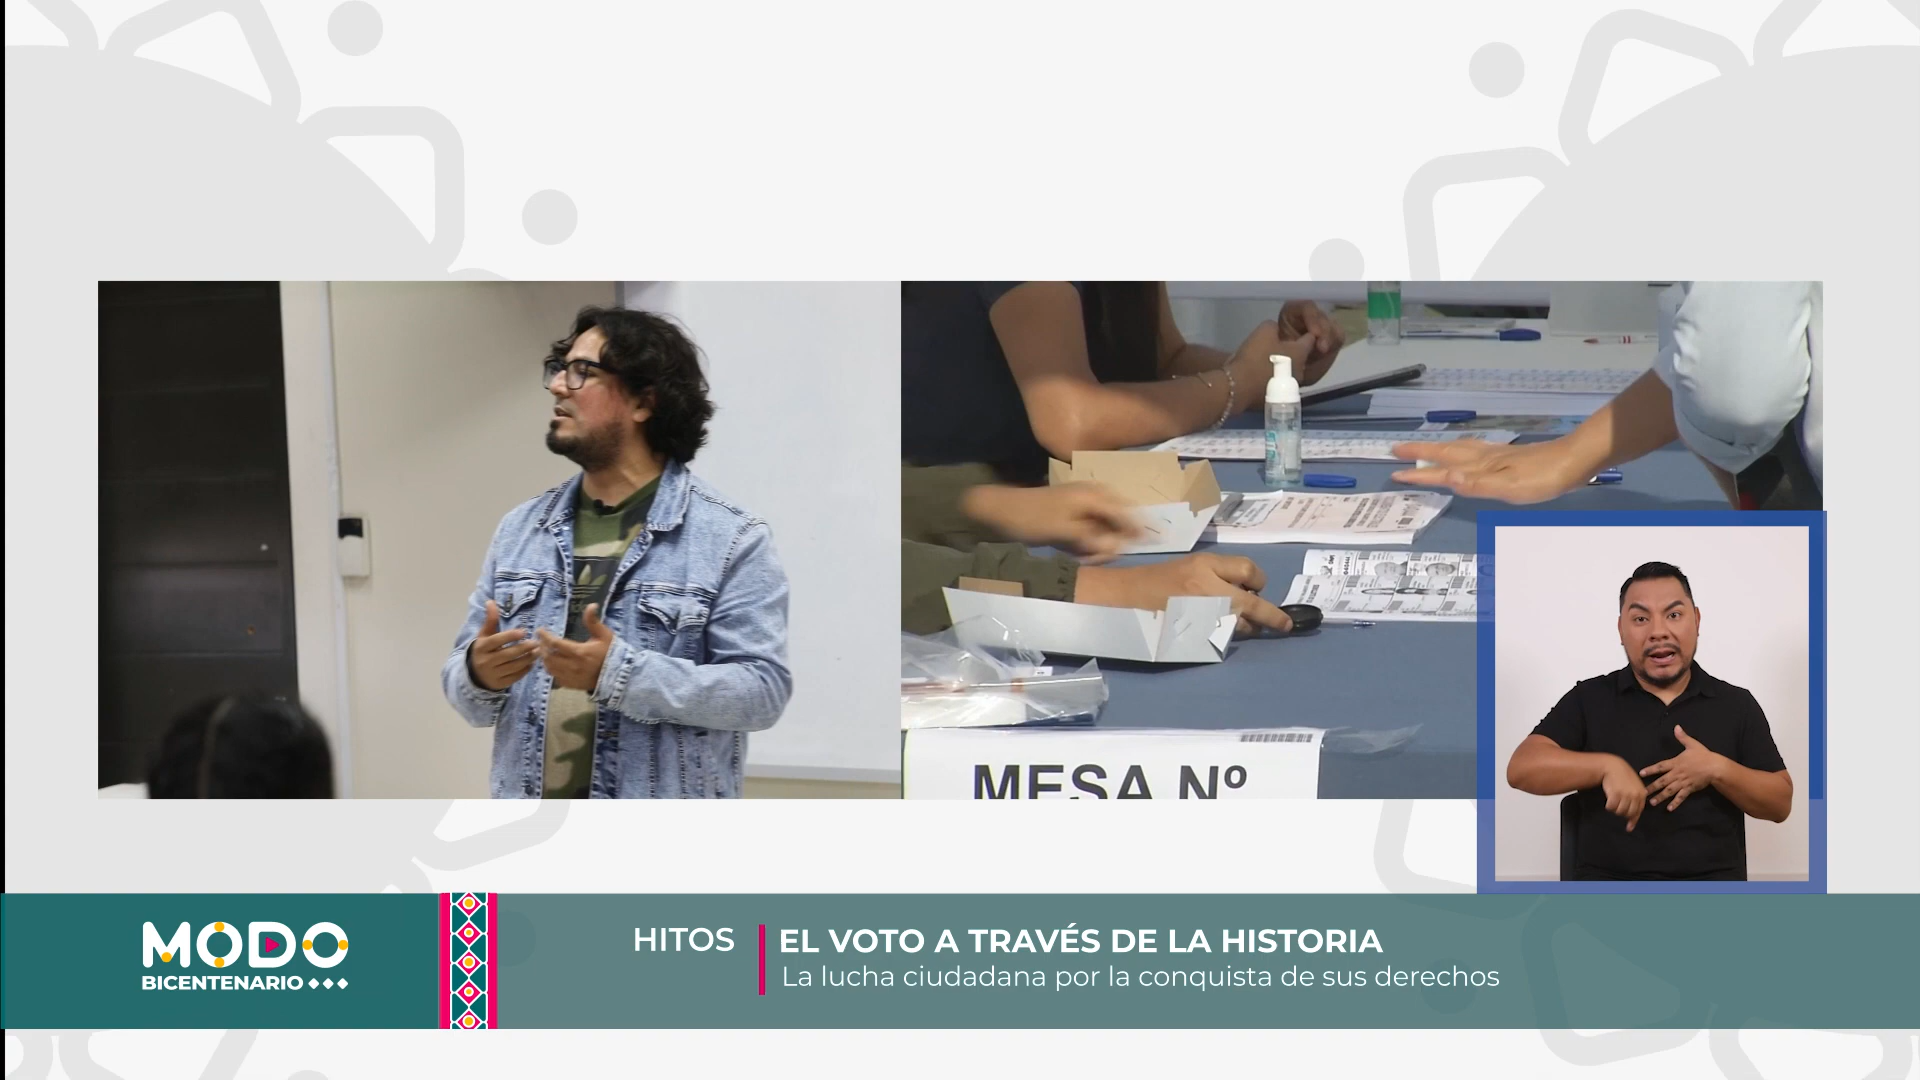 MESA Nº
MODO
BICENTENARIO
HITOS
EL VOTO A TRAVÉS DE LA HISTORIA
La lucha ciudadana por la conquista de sus derechos